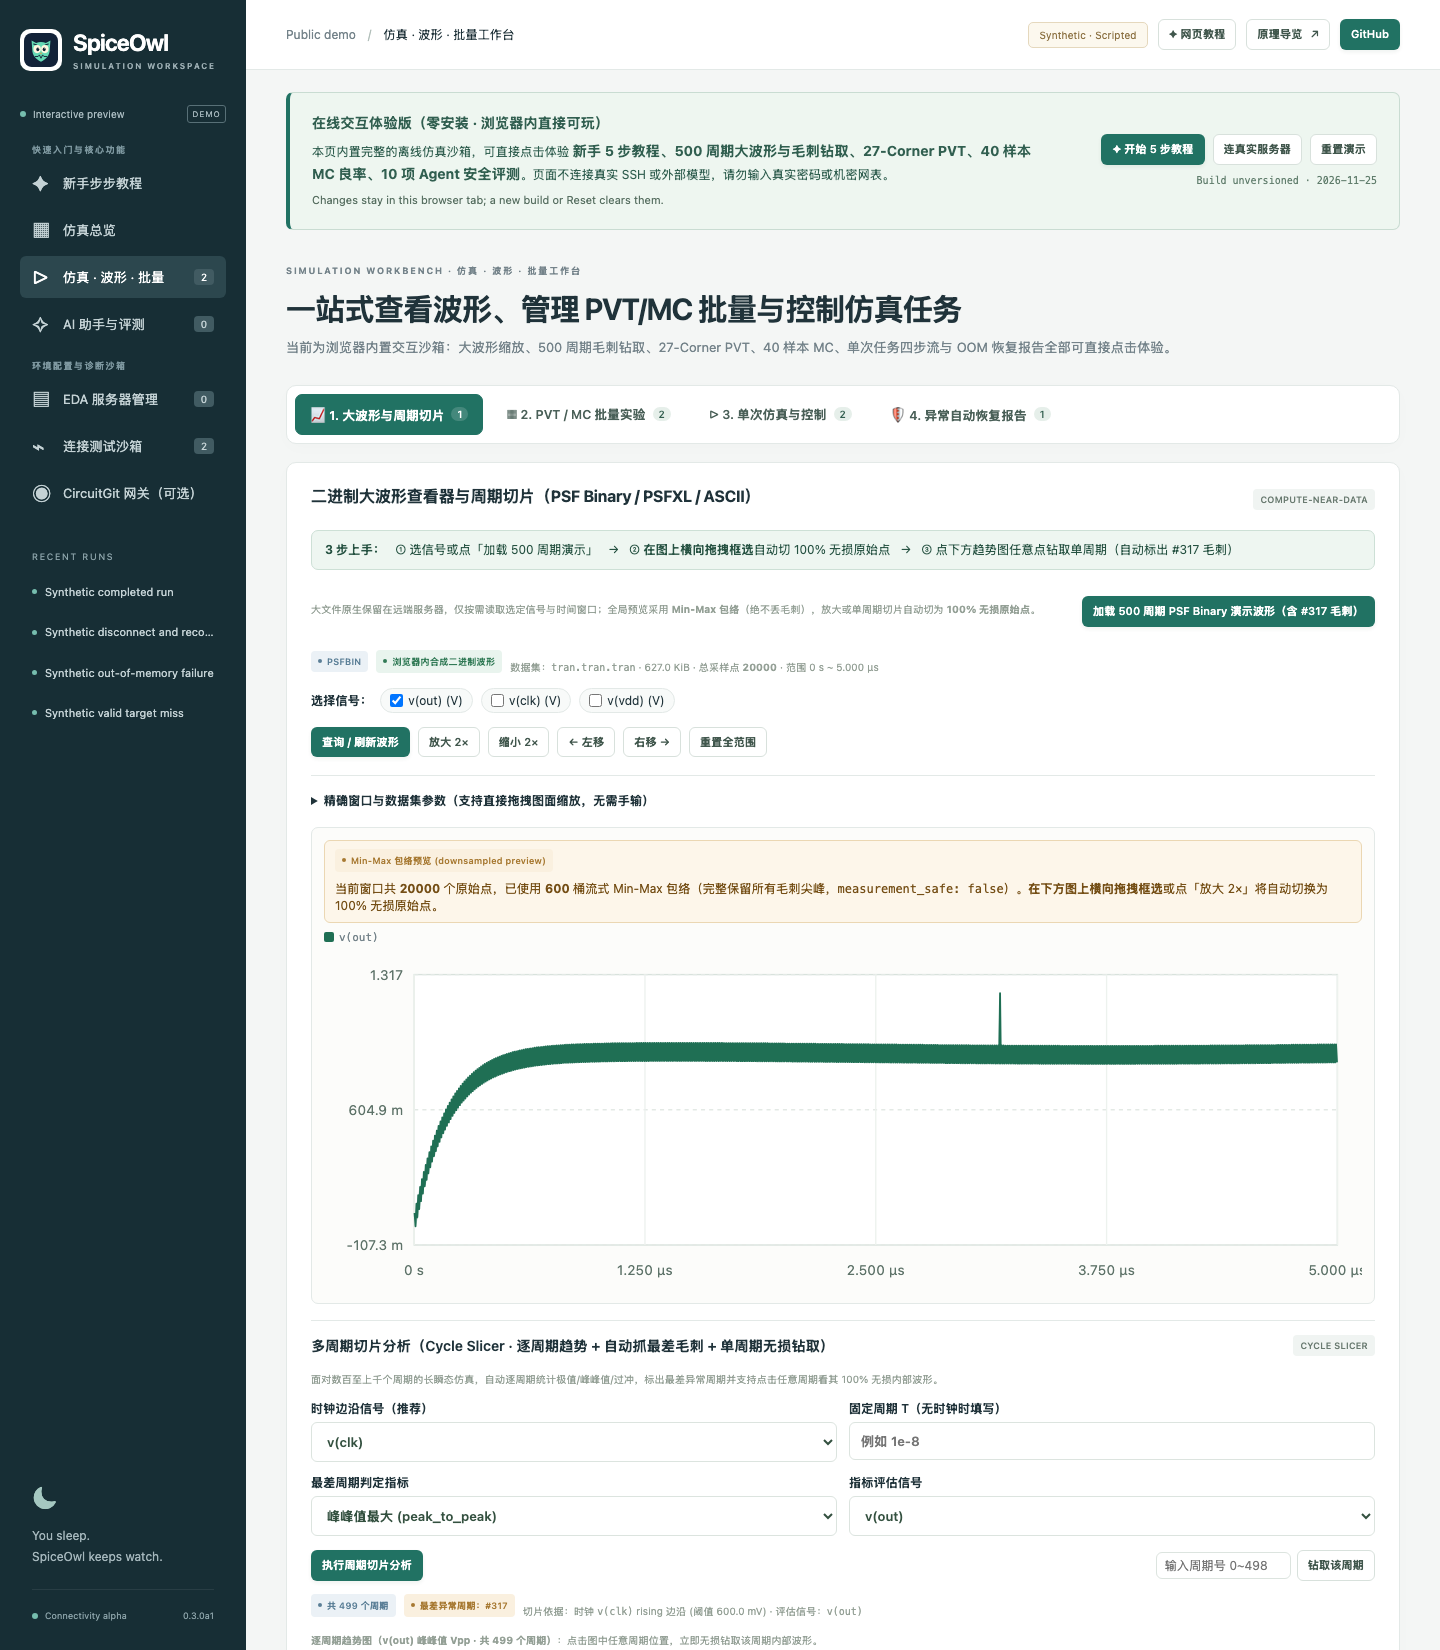 SpiceOwl
SIMULATION WORKSPACE
Interactive preview
DEMO
快速入门与核心功能
新手步步教程
仿真总览
仿真 · 波形 · 批量 2
AI 助手与评测 0
环境配置与诊断沙箱
EDA 服务器管理 0
连接测试沙箱 2
CircuitGit 网关（可选）
RECENT RUNS
Synthetic completed run
Synthetic disconnect and reco...
Synthetic out-of-memory failure
Synthetic valid target miss
You sleep.
SpiceOwl keeps watch.
Connectivity alpha 0.3.0a1
Public demo / 仿真 · 波形 · 批量工作台
Synthetic · Scripted
✦ 网页教程
原理导览 ↗
GitHub
在线交互体验版（零安装 · 浏览器内直接可玩）
本页内置完整的离线仿真沙箱，可直接点击体验 新手 5 步教程、500 周期大波形与毛刺钻取、27-Corner PVT、40 样本
MC 良率、10 项 Agent 安全评测。页面不连接真实 SSH 或外部模型，请勿输入真实密码或机密网表。
Changes stay in this browser tab; a new build or Reset clears them.
✦ 开始 5 步教程
连真实服务器
重置演示
Build unversioned · 2026-11-25
SIMULATION WORKBENCH · 仿真 · 波形 · 批量工作台
一站式查看波形、管理 PVT/MC 批量与控制仿真任务
当前为浏览器内置交互沙箱：大波形缩放、500 周期毛刺钻取、27-Corner PVT、40 样本 MC、单次任务四步流与 OOM 恢复报告全部可直接点击体验。
1. 大波形与周期切片 1
2. PVT / MC 批量实验 2
3. 单次仿真与控制 2
4. 异常自动恢复报告 1
二进制大波形查看器与周期切片（PSF Binary / PSFXL / ASCII）
COMPUTE-NEAR-DATA
3 步上手： ① 选信号或点「加载 500 周期演示」 → ② 在图上横向拖拽框选自动切 100% 无损原始点 → ③ 点下方趋势图任意点钻取单周期（自动标出 #317 毛刺）
大文件原生保留在远端服务器，仅按需读取选定信号与时间窗口；全局预览采用 Min-Max 包络（绝不丢毛刺），放大或单周期切片自动切为 100% 无损原始点。
加载 500 周期 PSF Binary 演示波形（含 #317 毛刺）
PSFBIN
浏览器内合成二进制波形
数据集：tran.tran.tran · 627.0 KiB · 总采样点 20000 · 范围 0 s ~ 5.000 µs
选择信号：
v(out) (V)
v(clk) (V)
v(vdd) (V)
查询 / 刷新波形
放大 2×
缩小 2×
← 左移
右移 →
重置全范围
精确窗口与数据集参数（支持直接拖拽图面缩放，无需手输）
Min-Max 包络预览 (downsampled preview)
当前窗口共 20000 个原始点，已使用 600 桶流式 Min-Max 包络（完整保留所有毛刺尖峰，measurement_safe: false）。在下方图上横向拖拽框选或点「放大 2×」将自动切换为
100% 无损原始点。
v(out)
1.317
604.9 m
-107.3 m
0 s
1.250 µs
2.500 µs
3.750 µs
5.000 µs
多周期切片分析（Cycle Slicer · 逐周期趋势 + 自动抓最差毛刺 + 单周期无损钻取）
CYCLE SLICER
面对数百至上千个周期的长瞬态仿真，自动逐周期统计极值/峰峰值/过冲，标出最差异常周期并支持点击任意周期看其 100% 无损内部波形。
时钟边沿信号（推荐）
固定周期 T（无时钟时填写）
v(clk)
例如 1e-8
最差周期判定指标
指标评估信号
峰峰值最大 (peak_to_peak)
v(out)
执行周期切片分析
输入周期号 0~498
钻取该周期
共 499 个周期
最差异常周期：#317
切片依据：时钟 v(clk) rising 边沿 (阈值 600.0 mV) · 评估信号：v(out)
逐周期趋势图（v(out) 峰峰值 Vpp · 共 499 个周期）：点击图中任意周期位置，立即无损钻取该周期内部波形。